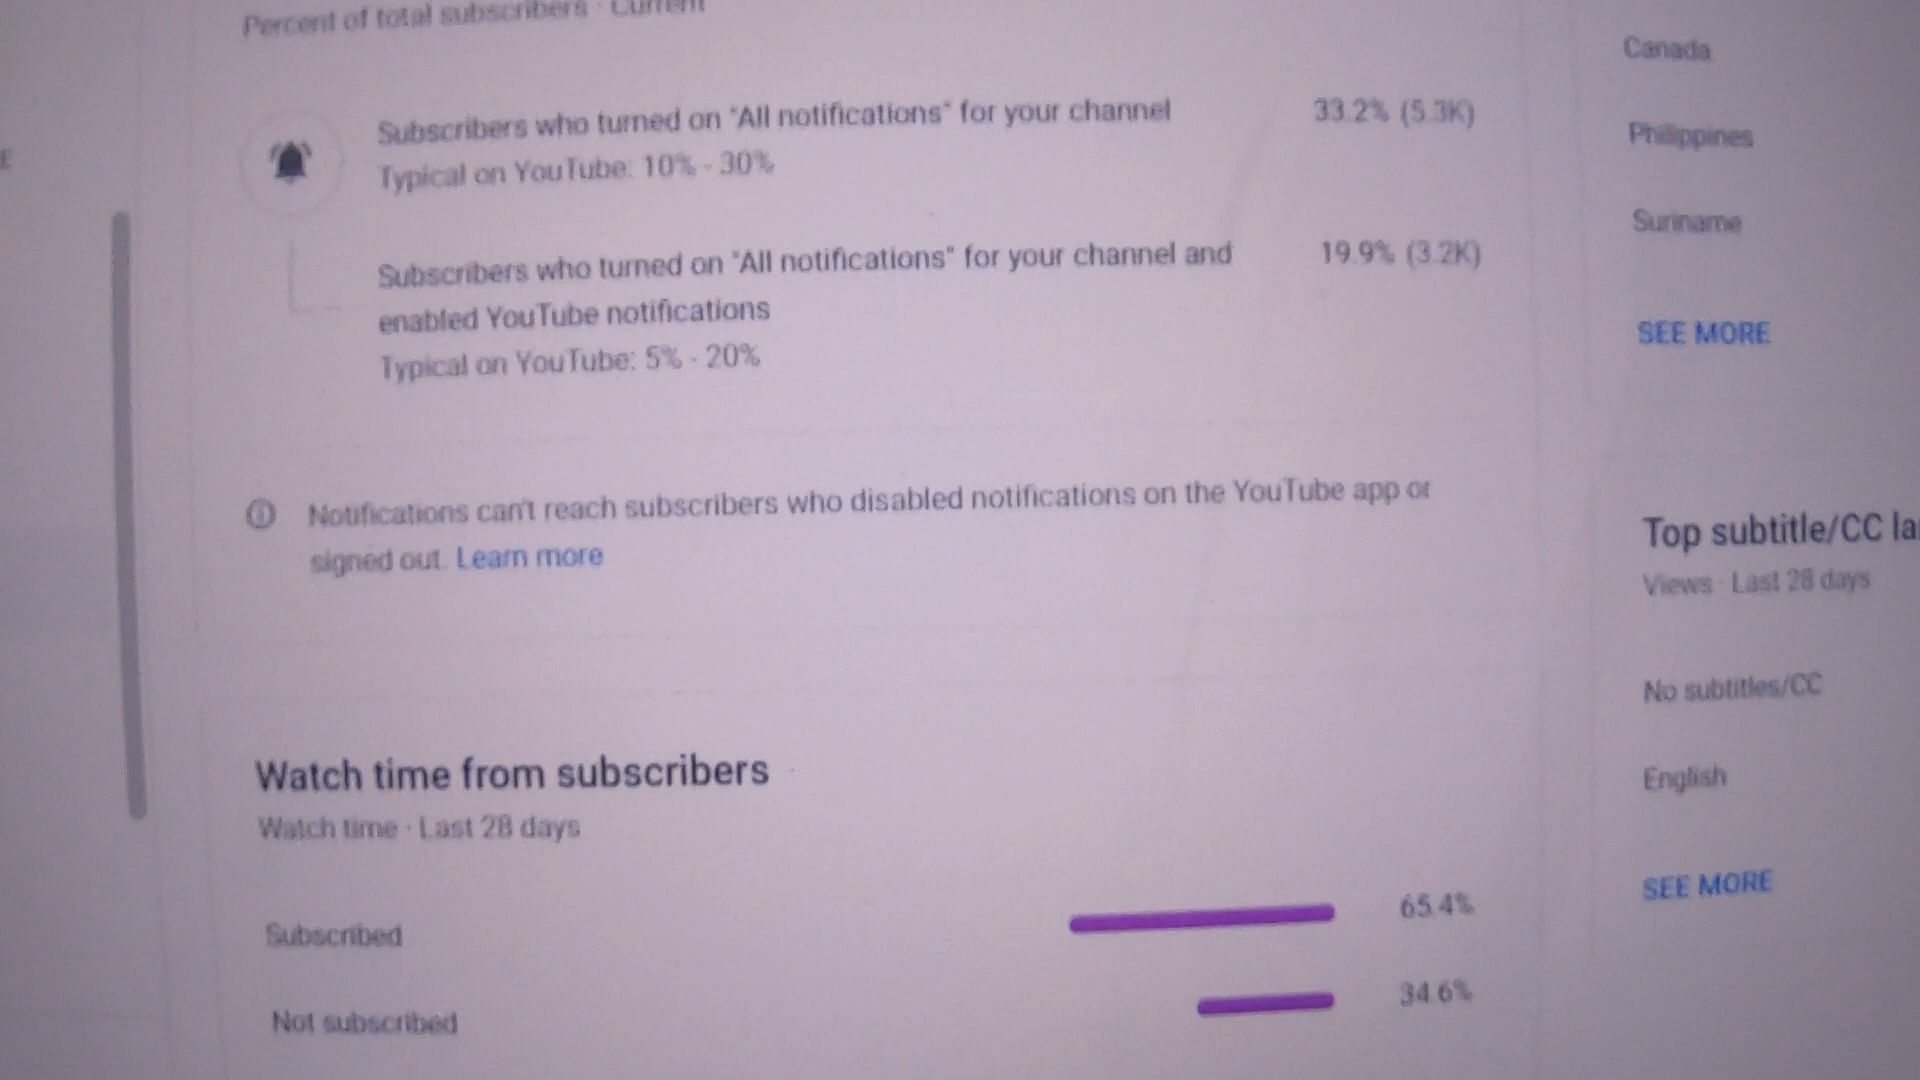 Percent of total subscribers · Current
Subscribers who turned on "All notifications" for your channel
33.2% (5.3K)
Typical on YouTube: 10% - 30%
Subscribers who turned on "All notifications" for your channel and
19.9% (3.2K)
enabled YouTube notifications
Typical on YouTube: 5% - 20%
Notifications can't reach subscribers who disabled notifications on the YouTube app or
signed out. Learn more
Watch time from subscribers
Watch time · Last 28 days
Subscribed
65.4%
Not subscribed
34.6%
Canada
Philippines
Suriname
SEE MORE
Top subtitle/CC la
Views · Last 28 days
No subtitles/CC
English
SEE MORE